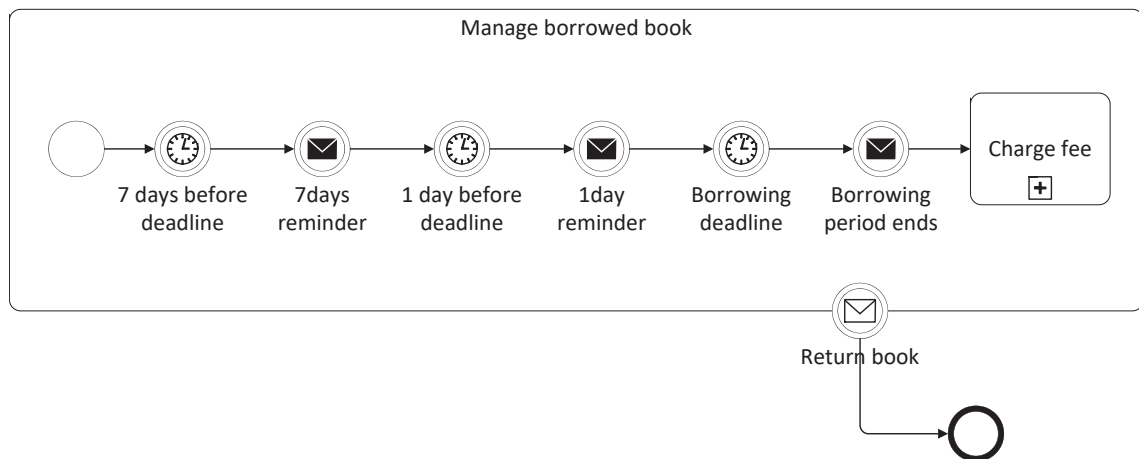 Manage borrowed book
7 days before
deadline
7days
reminder
1 day before
deadline
1day
reminder
Borrowing
deadline
Borrowing
period ends
Charge fee
Return book